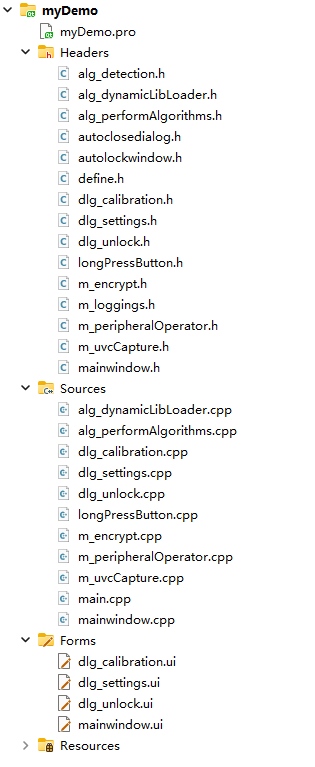 myDemo
myDemo.pro
Headers
alg_detection.h
alg_dynamicLibLoader.h
alg_performAlgorithms.h
autoclosedialog.h
autolockwindow.h
define.h
dlg_calibration.h
dlg_settings.h
dlg_unlock.h
longPressButton.h
m_encrypt.h
m_loggings.h
m_peripheralOperator.h
m_uvcCapture.h
mainwindow.h
Sources
alg_dynamicLibLoader.cpp
alg_performAlgorithms.cpp
dlg_calibration.cpp
dlg_settings.cpp
dlg_unlock.cpp
longPressButton.cpp
m_encrypt.cpp
m_peripheralOperator.cpp
m_uvcCapture.cpp
main.cpp
mainwindow.cpp
Forms
dlg_calibration.ui
dlg_settings.ui
dlg_unlock.ui
mainwindow.ui
Resources